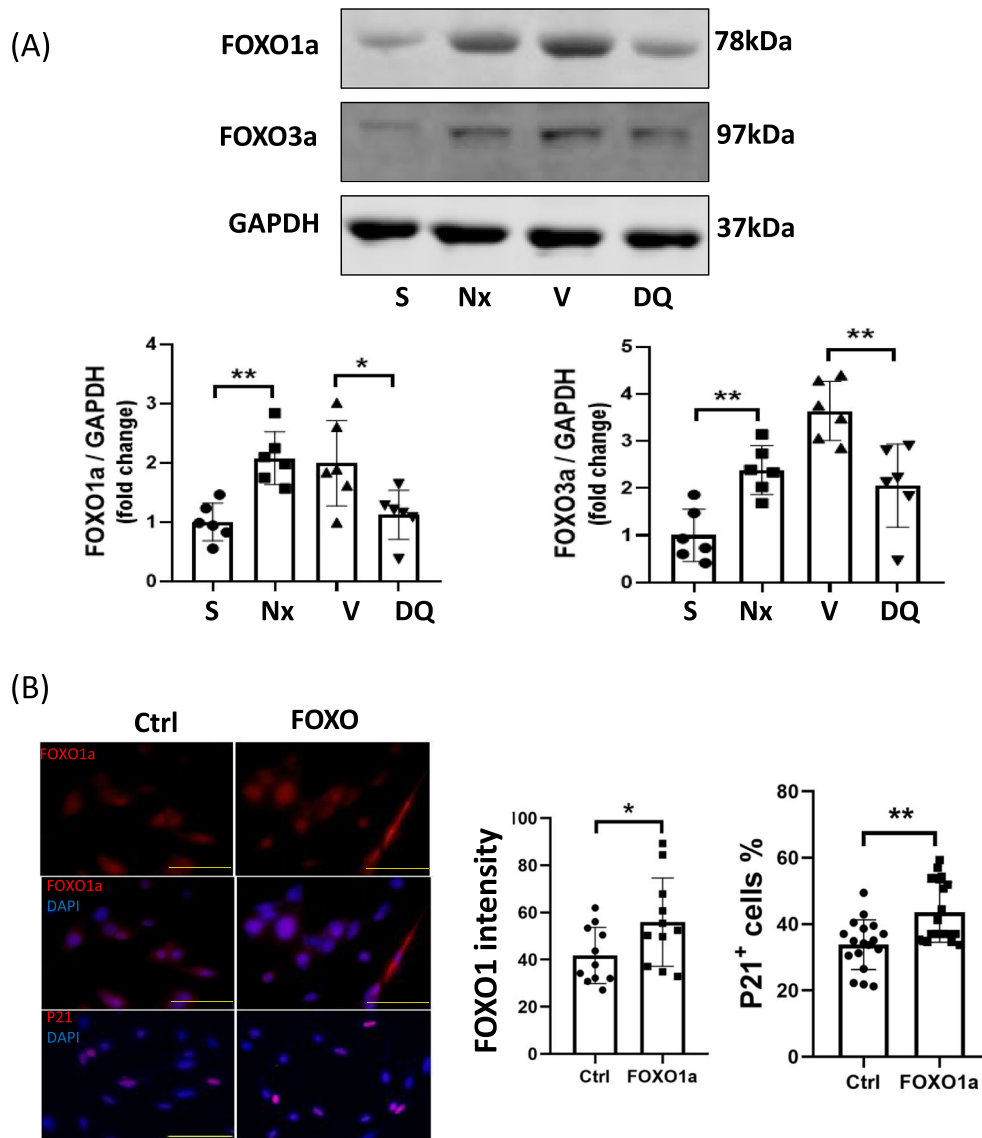 (A)
FOXO1a
78kDa
FOXO3a
97kDa
GAPDH
37kDa
S Nx V DQ
FOXO1a / GAPDH
(fold change)
4
3
2
1
0
**
*
S Nx V DQ
FOXO3a / GAPDH
(fold change)
5
4
3
2
1
0
**
**
S Nx V DQ
(B)
Ctrl FOXO
FOXO1a
FOXO1a
DAPI
P21
DAPI
FOXO1 intensity
100
80
60
40
20
0
*
Ctrl FOXO1a
P21+ cells %
80
60
40
20
0
**
Ctrl FOXO1a